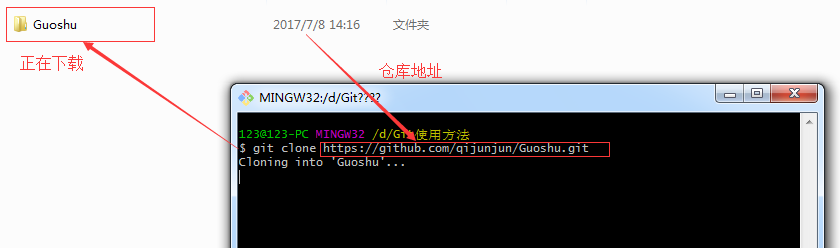 Guoshu 2017/7/8 14:16 文件夹
正在下载
仓库地址
MINGW32:/d/Git????
123@123-PC MINGW32 /d/Git使用方法
$ git clone https://github.com/qijunjun/Guoshu.git
Cloning into 'Guoshu'...